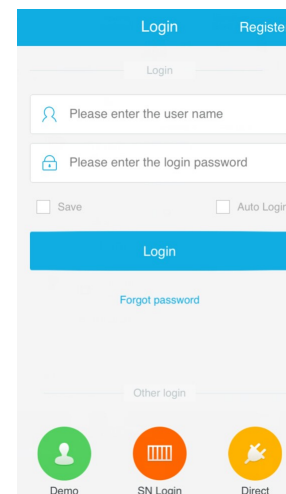 Login Registe
Login
Please enter the user name
Please enter the login password
Save Auto Login
Login
Forgot password
Other login
Demo SN Login Direct